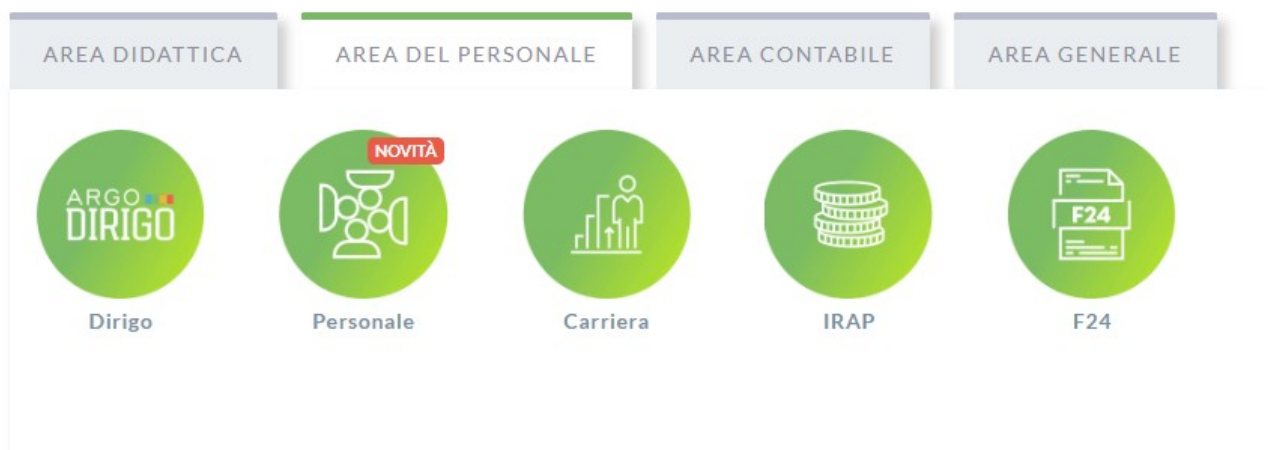 AREA DIDATTICA
AREA DEL PERSONALE
AREA CONTABILE
AREA GENERALE
ARGO
DIRIGO
NOVITÀ
F24
Dirigo
Personale
Carriera
IRAP
F24